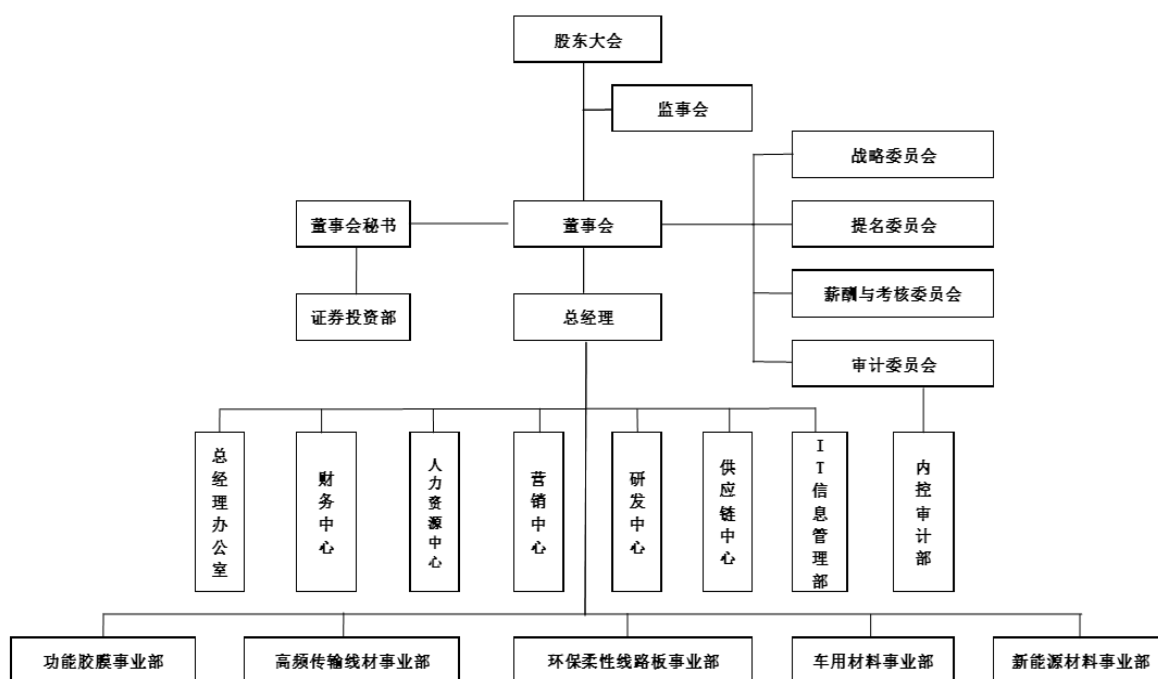 股东大会
监事会
战略委员会
董事会秘书
董事会
提名委员会
证券投资部
总经理
薪酬与考核委员会
审计委员会
总经理办公室
财务中心
人力资源中心
营销中心
研发中心
供应链中心
IT信息管理部
内控审计部
功能胶膜事业部
高频传输线材事业部
环保柔性线路板事业部
车用材料事业部
新能源材料事业部